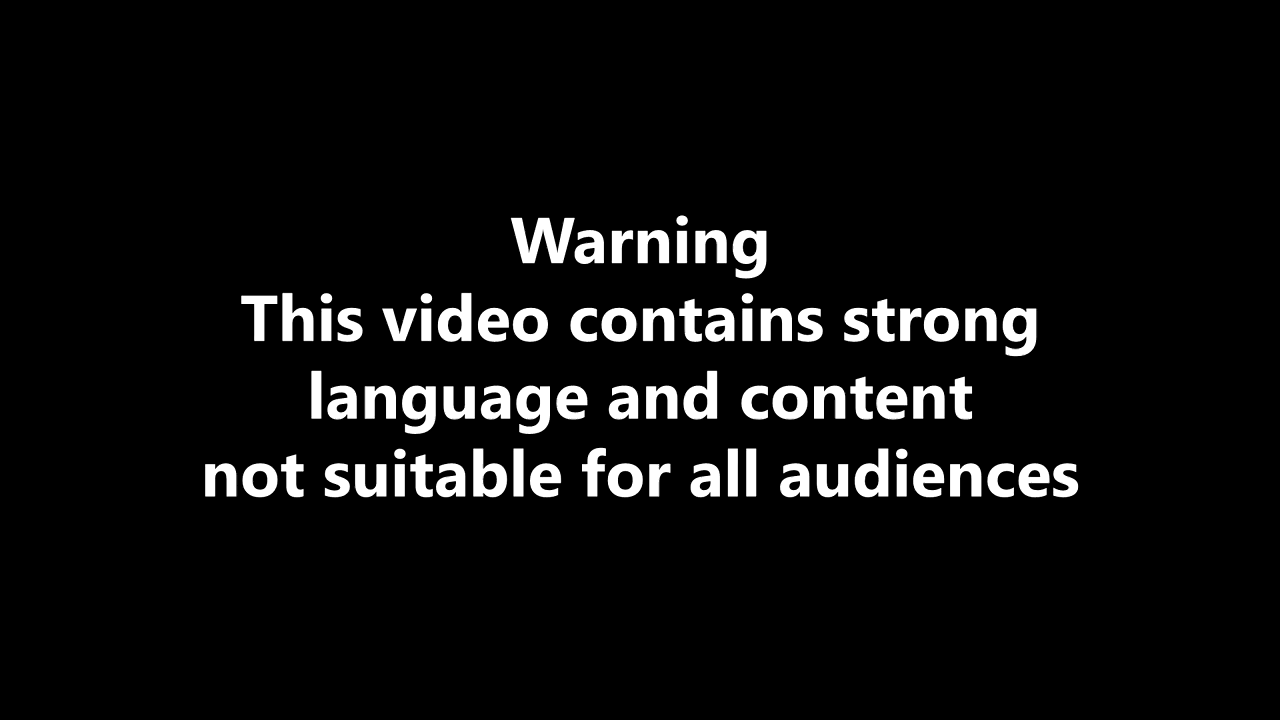 Warning
This video contains strong
language and content
not suitable for all audiences